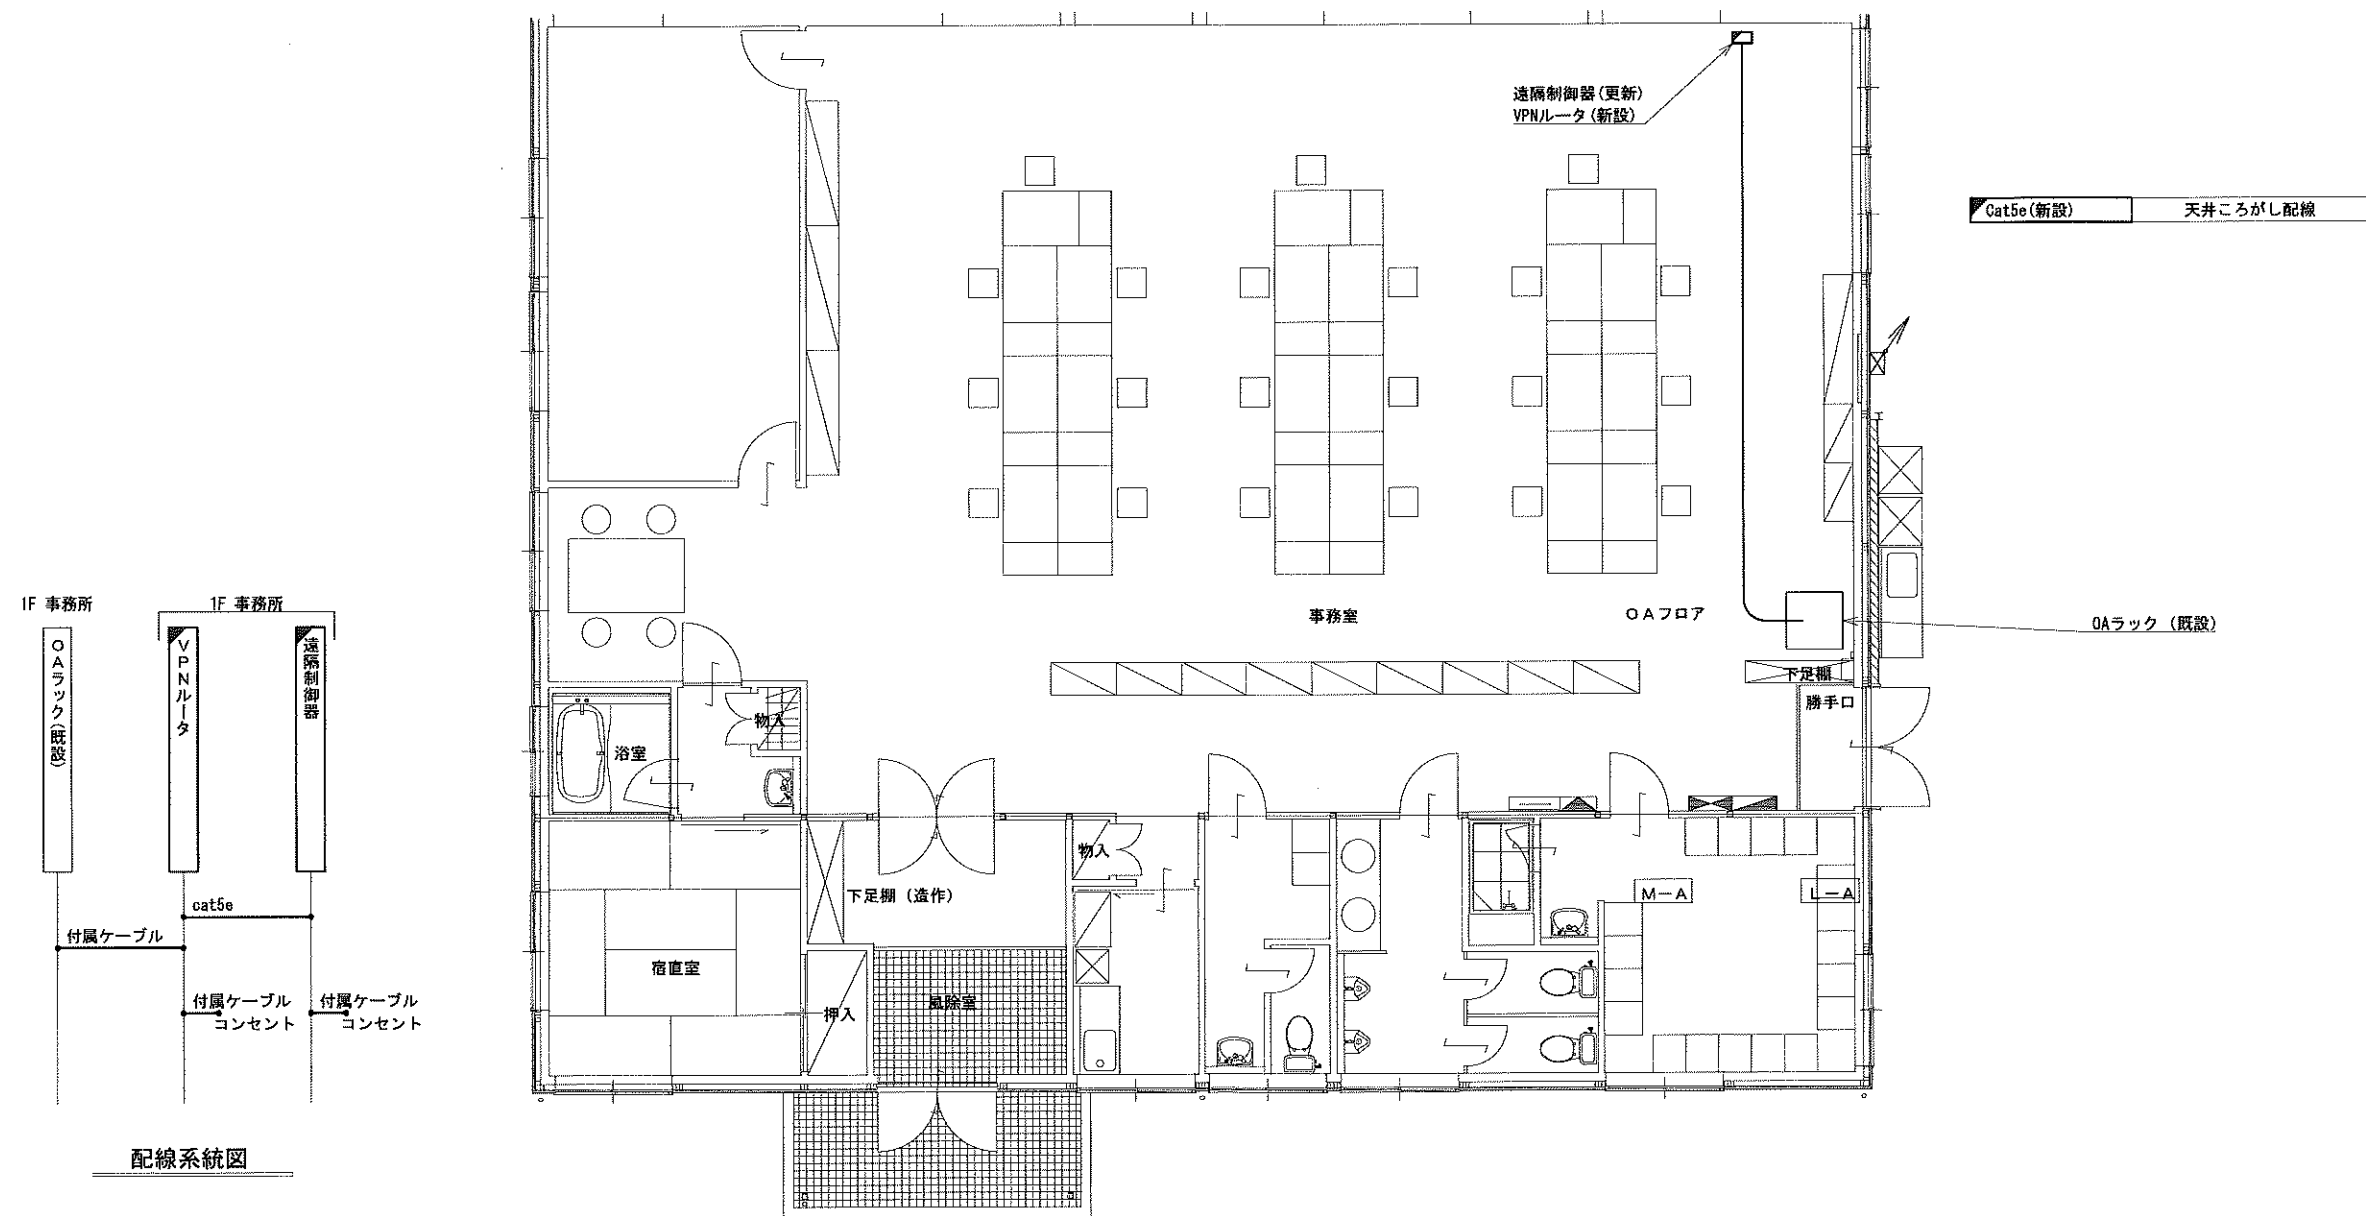 遠隔制御器(更新)
VPNルータ(新設)
Cat5e(新設)
天井ころがし配線
1F 事務所
1F 事務所
OAラック(既設)
VPNルータ
遠隔制御器
事務室
OAフロア
OAラック (既設)
下足棚
勝手口
物入
浴室
物入
下足棚 (造作)
M-A
L-A
cat5e
付属ケーブル
宿直室
押入
風除室
付属ケーブル
コンセント
付属ケーブル
コンセント
配線系統図